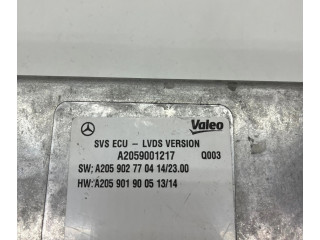 Valeo
SVS ECU - LVDS VERSION
A2059001217 Q003
SW: A205 902 77 04 14/23.00
HW: A205 901 90 05 13/14